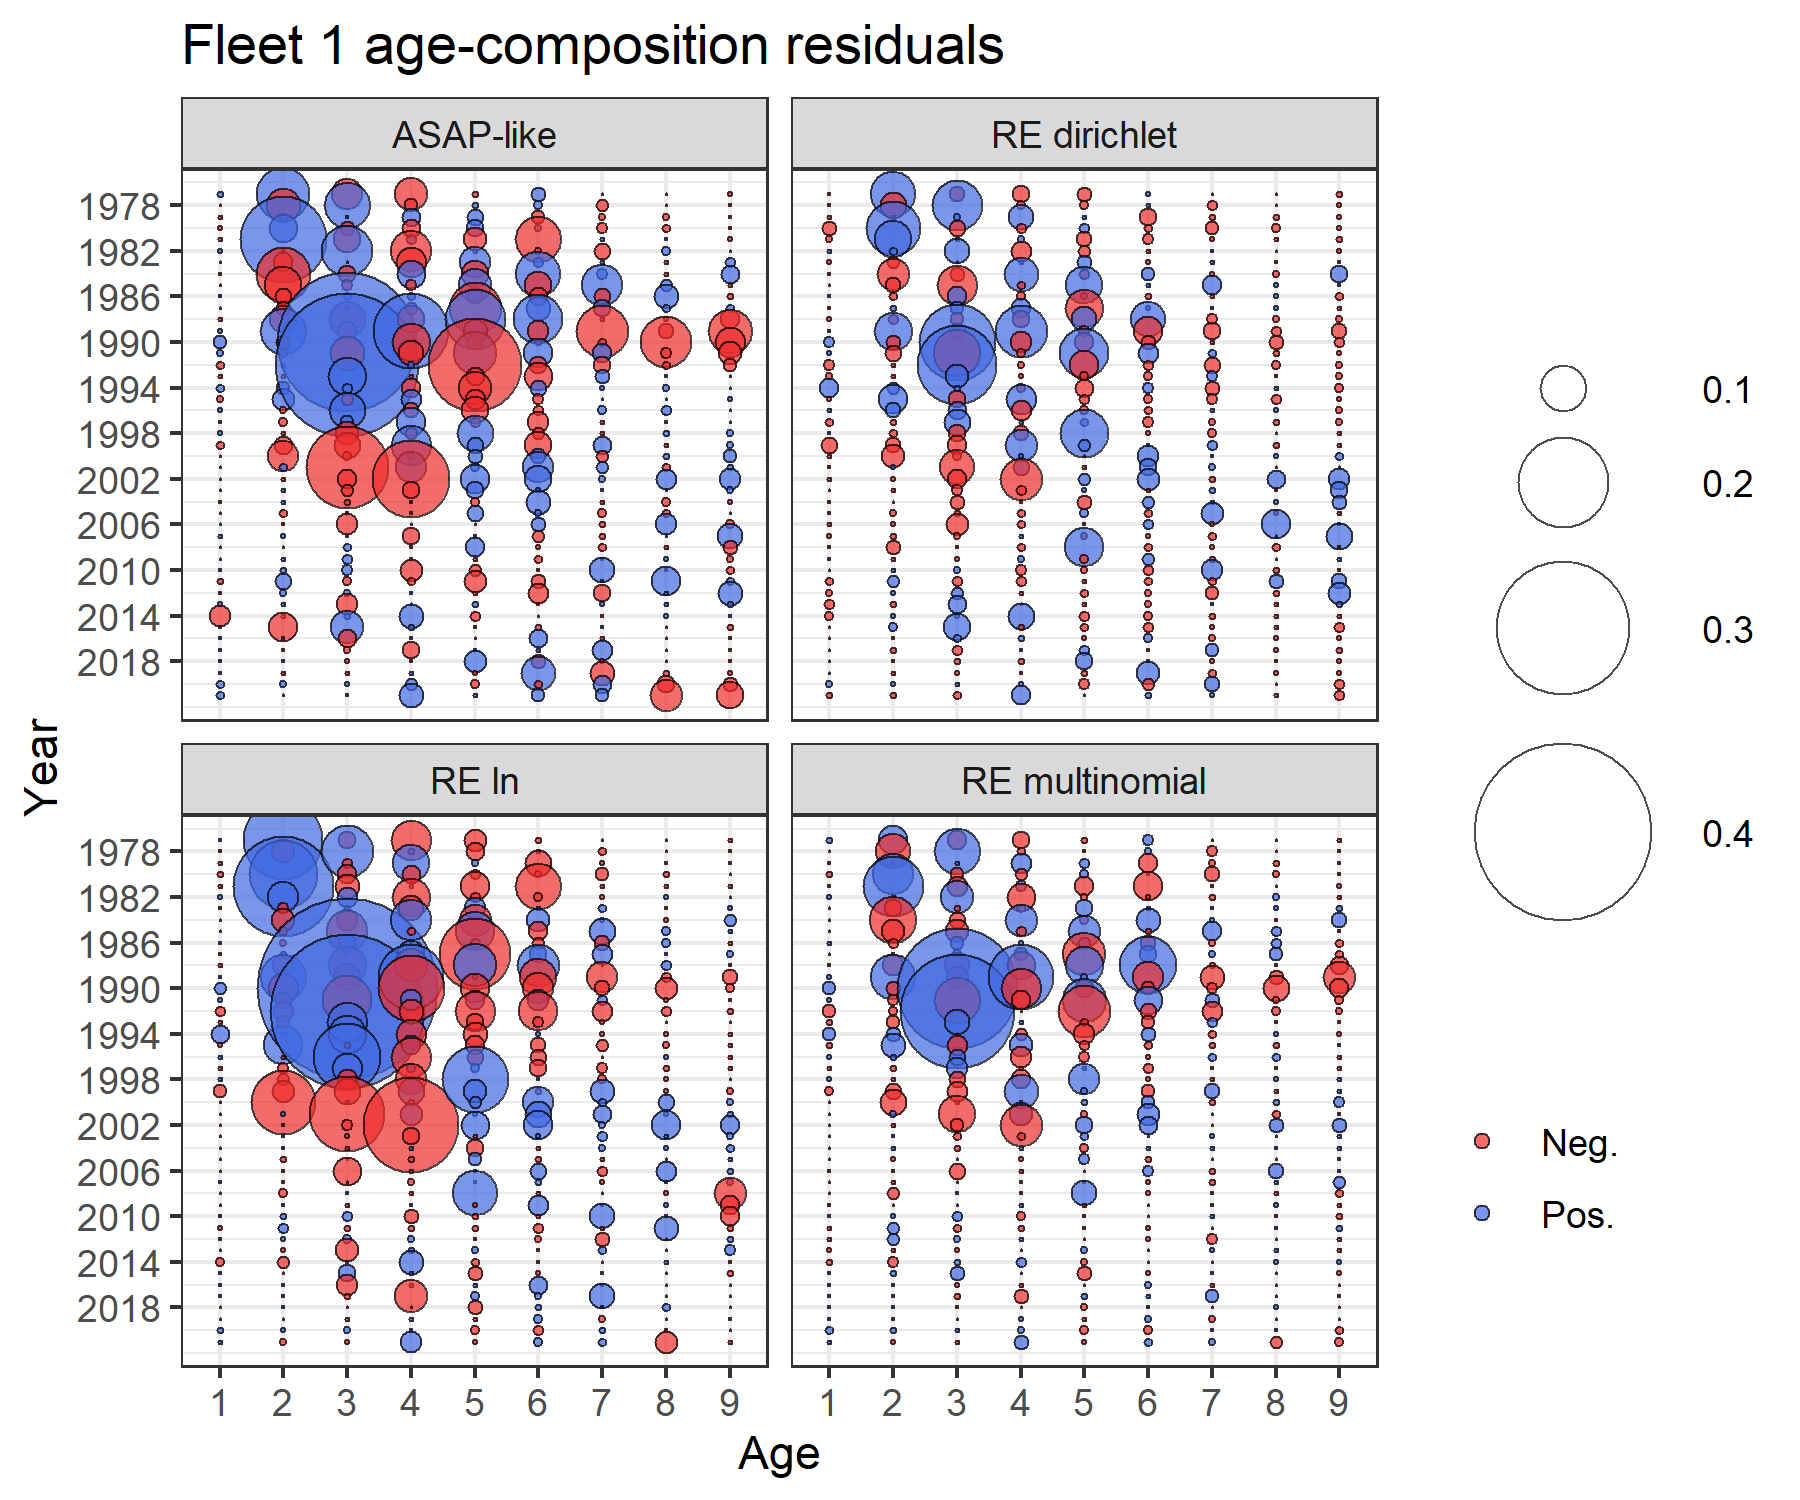 Fleet 1 age-composition residuals
ASAP-like
RE dirichlet
1978
1982
1986
1990
1994
1998
2002
2006
2010
2014
2018
RE ln
RE multinomial
1978
1982
1986
1990
1994
1998
2002
2006
2010
2014
2018
1 2 3 4 5 6 7 8 9
1 2 3 4 5 6 7 8 9
Age
Year
0.1
0.2
0.3
0.4
Neg.
Pos.